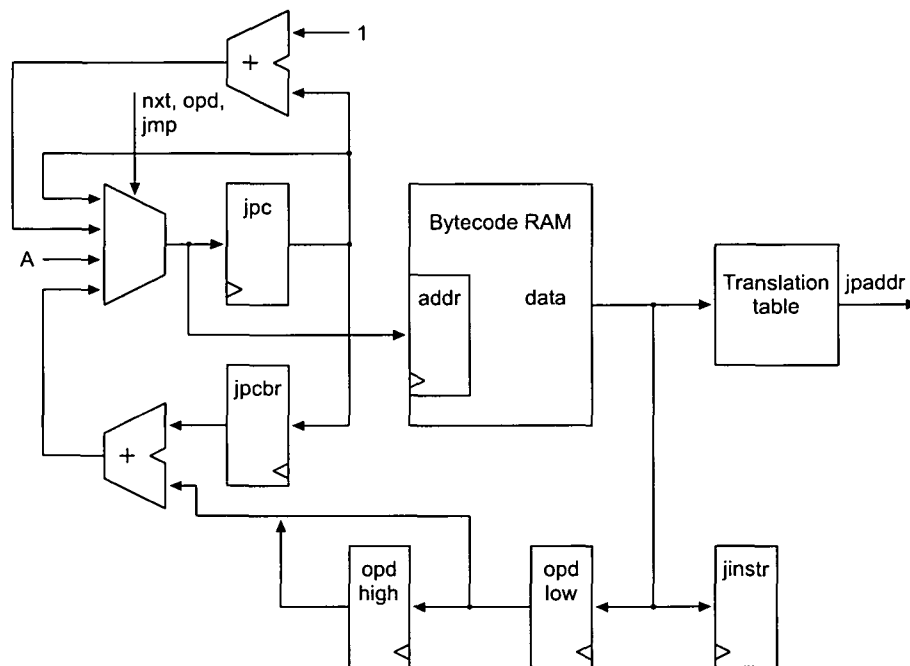 1
+
nxt, opd,
jmp
jpc
Bytecode RAM
A
addr
data
Translation
table
jpaddr
jpcbr
+
opd
high
opd
low
jinstr